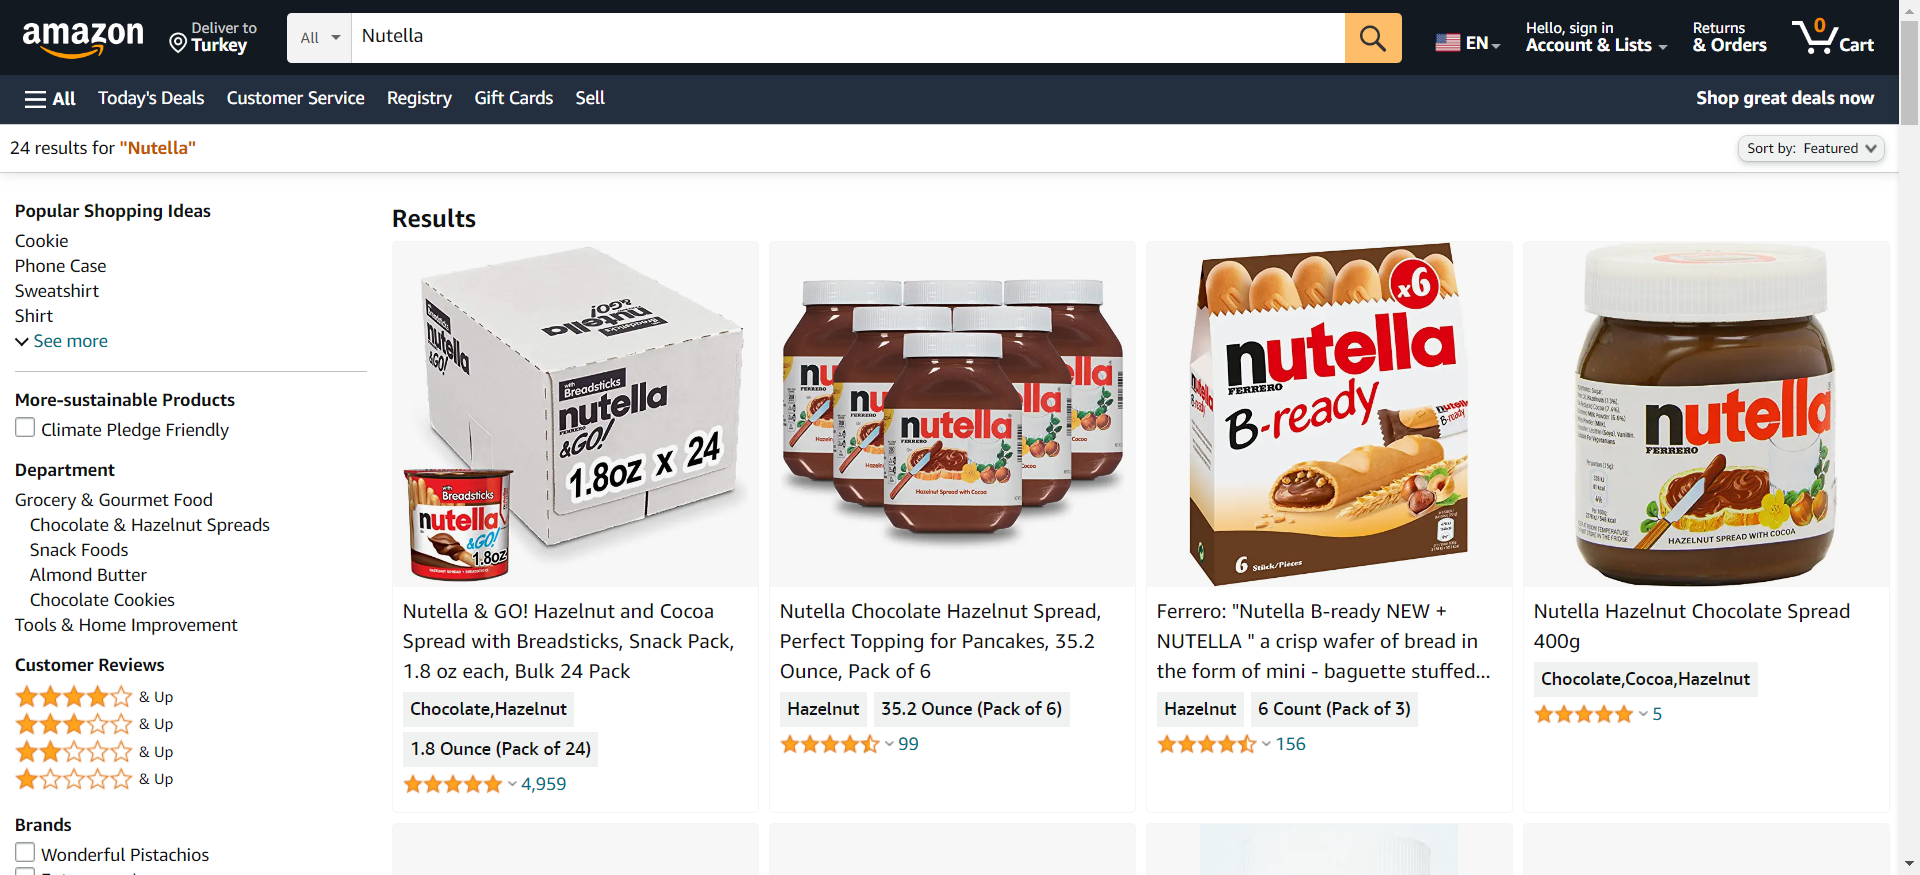 amazon
Deliver to
Turkey
All
Nutella
EN
Hello, sign in
Account & Lists
Returns
& Orders
0
Cart
All
Today's Deals
Customer Service
Registry
Gift Cards
Sell
Shop great deals now
24 results for "Nutella"
Sort by: Featured
Popular Shopping Ideas
Cookie
Phone Case
Sweatshirt
Shirt
See more
More-sustainable Products
Climate Pledge Friendly
Department
Grocery & Gourmet Food
Chocolate & Hazelnut Spreads
Snack Foods
Almond Butter
Chocolate Cookies
Tools & Home Improvement
Customer Reviews
& Up
& Up
& Up
& Up
Brands
Wonderful Pistachios
Results
with Breadsticks
nutella
&GO!
1.8oz x 24
with
Breadsticks
nutella
&GO!
1.8oz
Nutella & GO! Hazelnut and Cocoa
Spread with Breadsticks, Snack Pack,
1.8 oz each, Bulk 24 Pack
Chocolate,Hazelnut
1.8 Ounce (Pack of 24)
4,959
nutella
FERRERO
Hazelnut Spread with Cocoa
Nutella Chocolate Hazelnut Spread,
Perfect Topping for Pancakes, 35.2
Ounce, Pack of 6
Hazelnut
35.2 Ounce (Pack of 6)
99
x6
nutella
FERRERO
B-ready
6 Stück/Pieces
Ferrero: "Nutella B-ready NEW +
NUTELLA " a crisp wafer of bread in
the form of mini - baguette stuffed...
Hazelnut
6 Count (Pack of 3)
156
nutella
FERRERO
HAZELNUT SPREAD WITH COCOA
Nutella Hazelnut Chocolate Spread
400g
Chocolate,Cocoa,Hazelnut
5